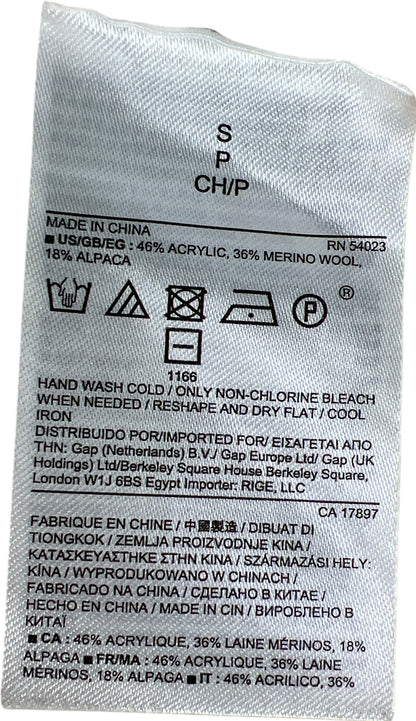 S
P
CH/P
MADE IN CHINA
RN 54023
■ US/GB/EG : 46% ACRYLIC, 36% MERINO WOOL,
18% ALPACA
P
®
1166
HAND WASH COLD / ONLY NON-CHLORINE BLEACH
WHEN NEEDED / RESHAPE AND DRY FLAT / COOL
IRON
DISTRIBUIDO POR/IMPORTED FOR/ ΕΙΣΑΓΕΤΑΙ ΑΠΟ
ΤΗΝ: Gap (Netherlands) B.V./ Gap Europe Ltd/ Gap (UK
Holdings) Ltd/Berkeley Square House Berkeley Square,
London W1J 6BS Egypt Importer: RIGE, LLC
CA 17897
FABRIQUE EN CHINE / 中國製造 / DIBUAT DI
TIONGKOK / ZEMLJA PROIZVODNJE KINA /
ΚΑΤΑΣΚΕΥΑΣΤΗΚΕ ΣΤΗΝ ΚΙΝΑ / SZÁRMAZÁSI HELY:
KÍNA / WYPRODUKOWANO W CHINACH /
FABRICADO NA CHINA / СДЕЛАНО В КИТАЕ /
HECHO EN CHINA / MADE IN CIN / ВИРОБЛЕНО В
КИТАЇ
■ CA : 46% ACRYLIQUE, 36% LAINE MÉRINOS, 18%
ALPAGA ■ FR/MA : 46% ACRYLIQUE, 36% LAINE
MÉRINOS, 18% ALPAGA ■ IT : 46% ACRILICO, 36%